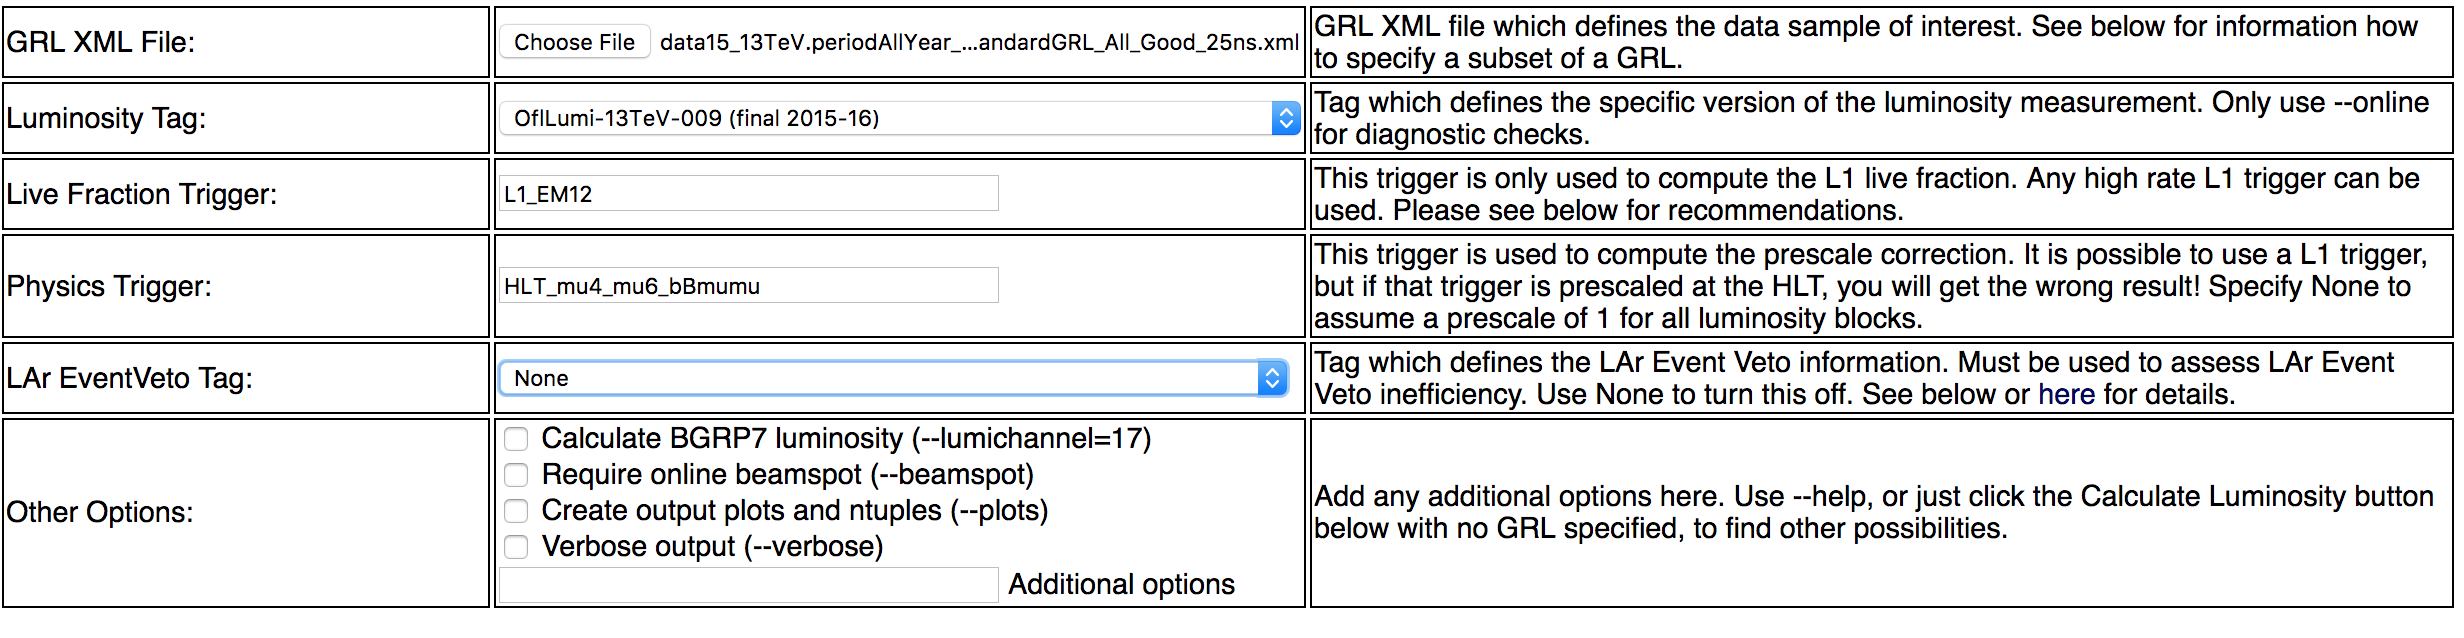 GRL XML File:
Choose File data15_13TeV.periodAllYear_...andardGRL_All_Good_25ns.xml
GRL XML file which defines the data sample of interest. See below for information how
to specify a subset of a GRL.
Luminosity Tag:
OflLumi-13TeV-009 (final 2015-16)
Tag which defines the specific version of the luminosity measurement. Only use --online
for diagnostic checks.
Live Fraction Trigger:
L1_EM12
This trigger is only used to compute the L1 live fraction. Any high rate L1 trigger can be
used. Please see below for recommendations.
Physics Trigger:
HLT_mu4_mu6_bBmumu
This trigger is used to compute the prescale correction. It is possible to use a L1 trigger,
but if that trigger is prescaled at the HLT, you will get the wrong result! Specify None to
assume a prescale of 1 for all luminosity blocks.
LAr EventVeto Tag:
None
Tag which defines the LAr Event Veto information. Must be used to assess LAr Event
Veto inefficiency. Use None to turn this off. See below or here for details.
Other Options:
Calculate BGRP7 luminosity (--lumichannel=17)
Require online beamspot (--beamspot)
Create output plots and ntuples (--plots)
Verbose output (--verbose)
Additional options
Add any additional options here. Use --help, or just click the Calculate Luminosity button
below with no GRL specified, to find other possibilities.